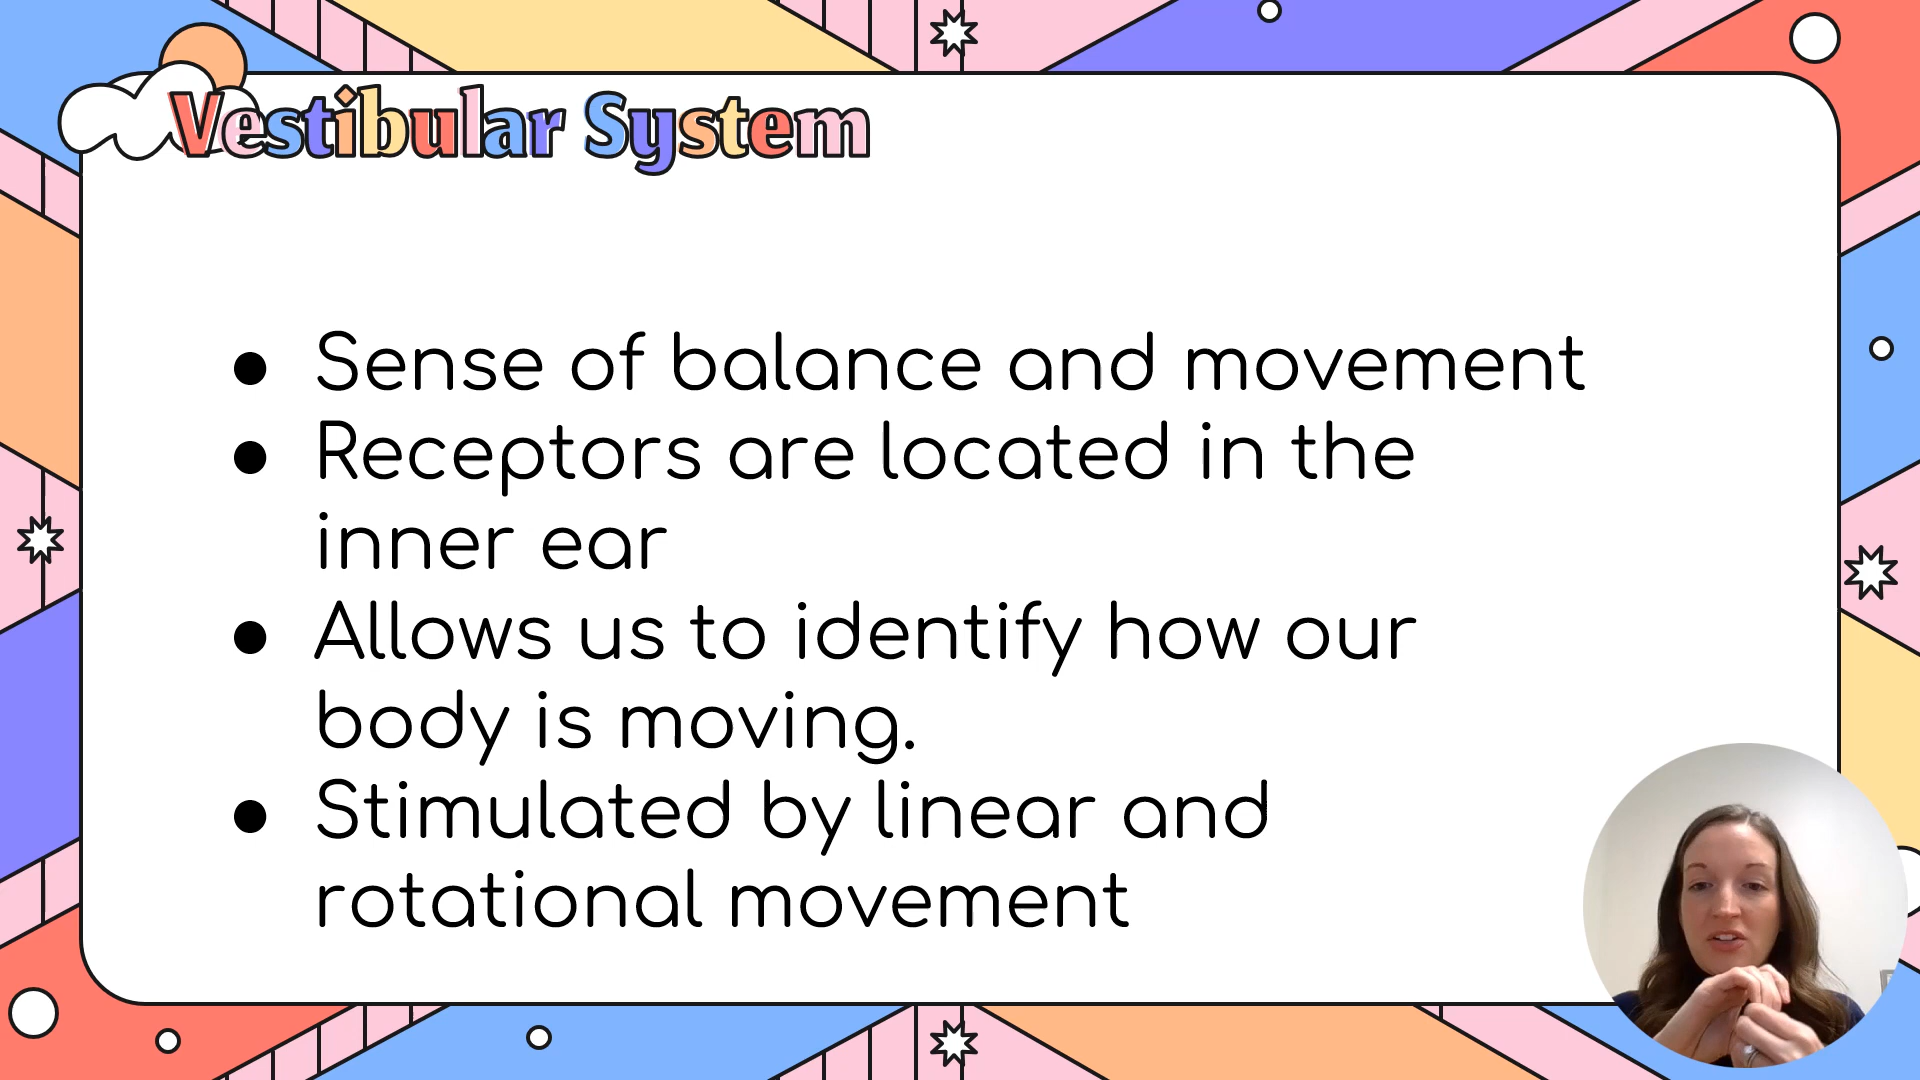 Vestibular System
● Sense of balance and movement
● Receptors are located in the
inner ear
● Allows us to identify how our
body is moving.
● Stimulated by linear and
rotational movement